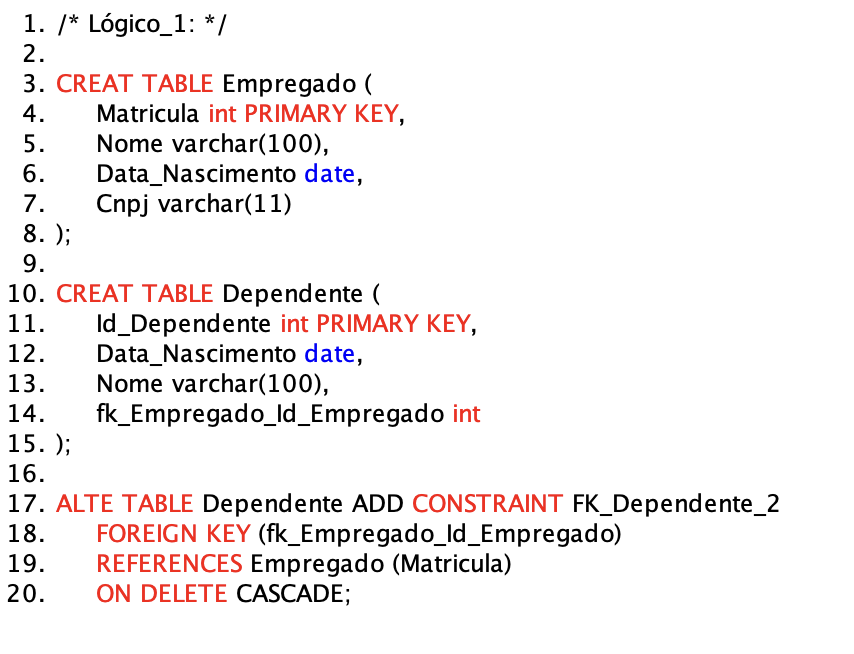 1. /* Lógico_1: */
2.
3. CREAT TABLE Empregado (
4. Matricula int PRIMARY KEY,
5. Nome varchar(100),
6. Data_Nascimento date,
7. Cnpj varchar(11)
8. );
9.
10. CREAT TABLE Dependente (
11. Id_Dependente int PRIMARY KEY,
12. Data_Nascimento date,
13. Nome varchar(100),
14. fk_Empregado_Id_Empregado int
15. );
16.
17. ALTE TABLE Dependente ADD CONSTRAINT FK_Dependente_2
18. FOREIGN KEY (fk_Empregado_Id_Empregado)
19. REFERENCES Empregado (Matricula)
20. ON DELETE CASCADE;